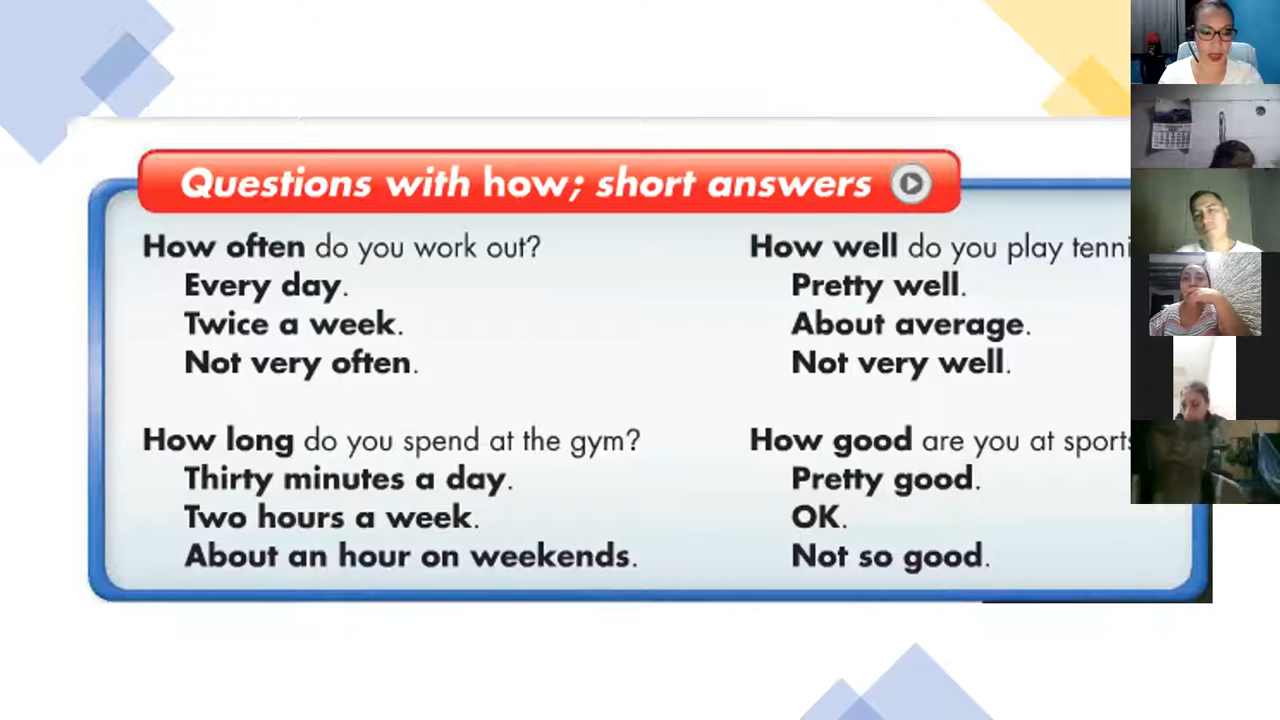 Questions with how; short answers
How often do you work out?
Every day.
Twice a week.
Not very often.
How long do you spend at the gym?
Thirty minutes a day.
Two hours a week.
About an hour on weekends.
How well do you play tenni
Pretty well.
About average.
Not very well.
How good are you at sports
Pretty good.
OK.
Not so good.